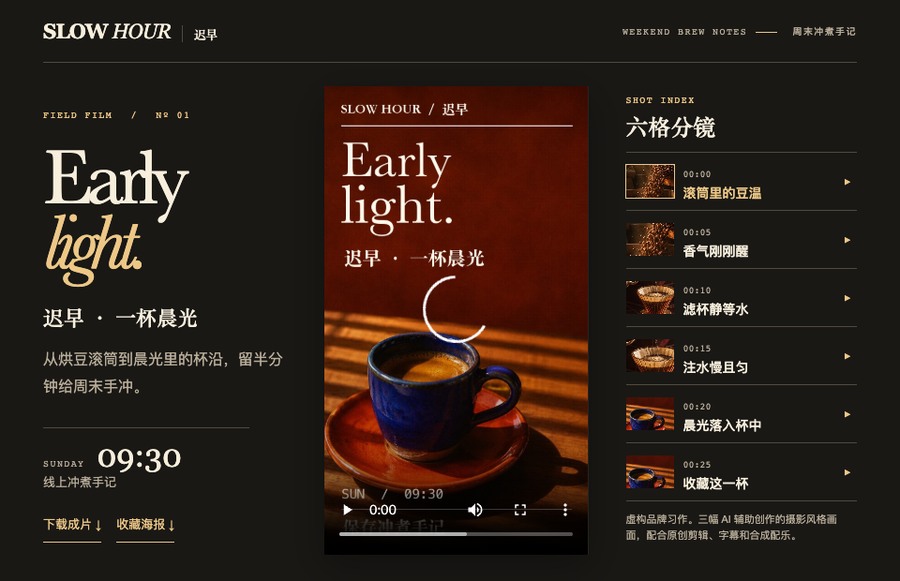 SLOW HOUR 迟早
WEEKEND BREW NOTES 周末冲煮手记
FIELD FILM / Nº 01
Early
light.
迟早 · 一杯晨光
从烘豆滚筒到晨光里的杯沿，留半分
钟给周末手冲。
SUNDAY 09:30
线上冲煮手记
下载成片 ↓ 收藏海报 ↓
SLOW HOUR / 迟早
Early
light.
迟早 · 一杯晨光
SUN / 09:30
0:00
保存冲煮手记
SHOT INDEX
六格分镜
00:00
滚筒里的豆温
00:05
香气刚刚醒
00:10
滤杯静等水
00:15
注水慢且匀
00:20
晨光落入杯中
00:25
收藏这一杯
虚构品牌习作。三幅 AI 辅助创作的摄影风格画
面，配合原创剪辑、字幕和合成配乐。